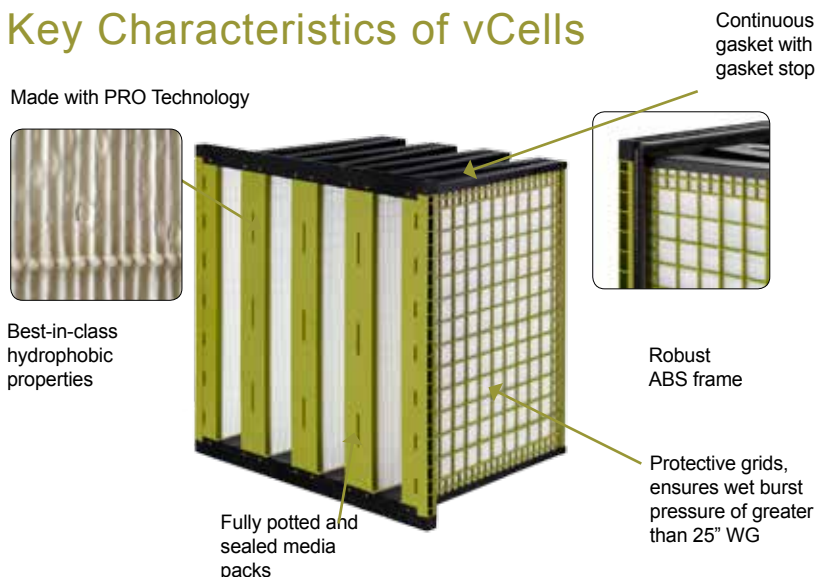 Key Characteristics of vCells
Continuous
gasket with
gasket stop
Made with PRO Technology
Best-in-class
hydrophobic
properties
Robust
ABS frame
Protective grids,
ensures wet burst
pressure of greater
than 25” WG
Fully potted and
sealed media
packs